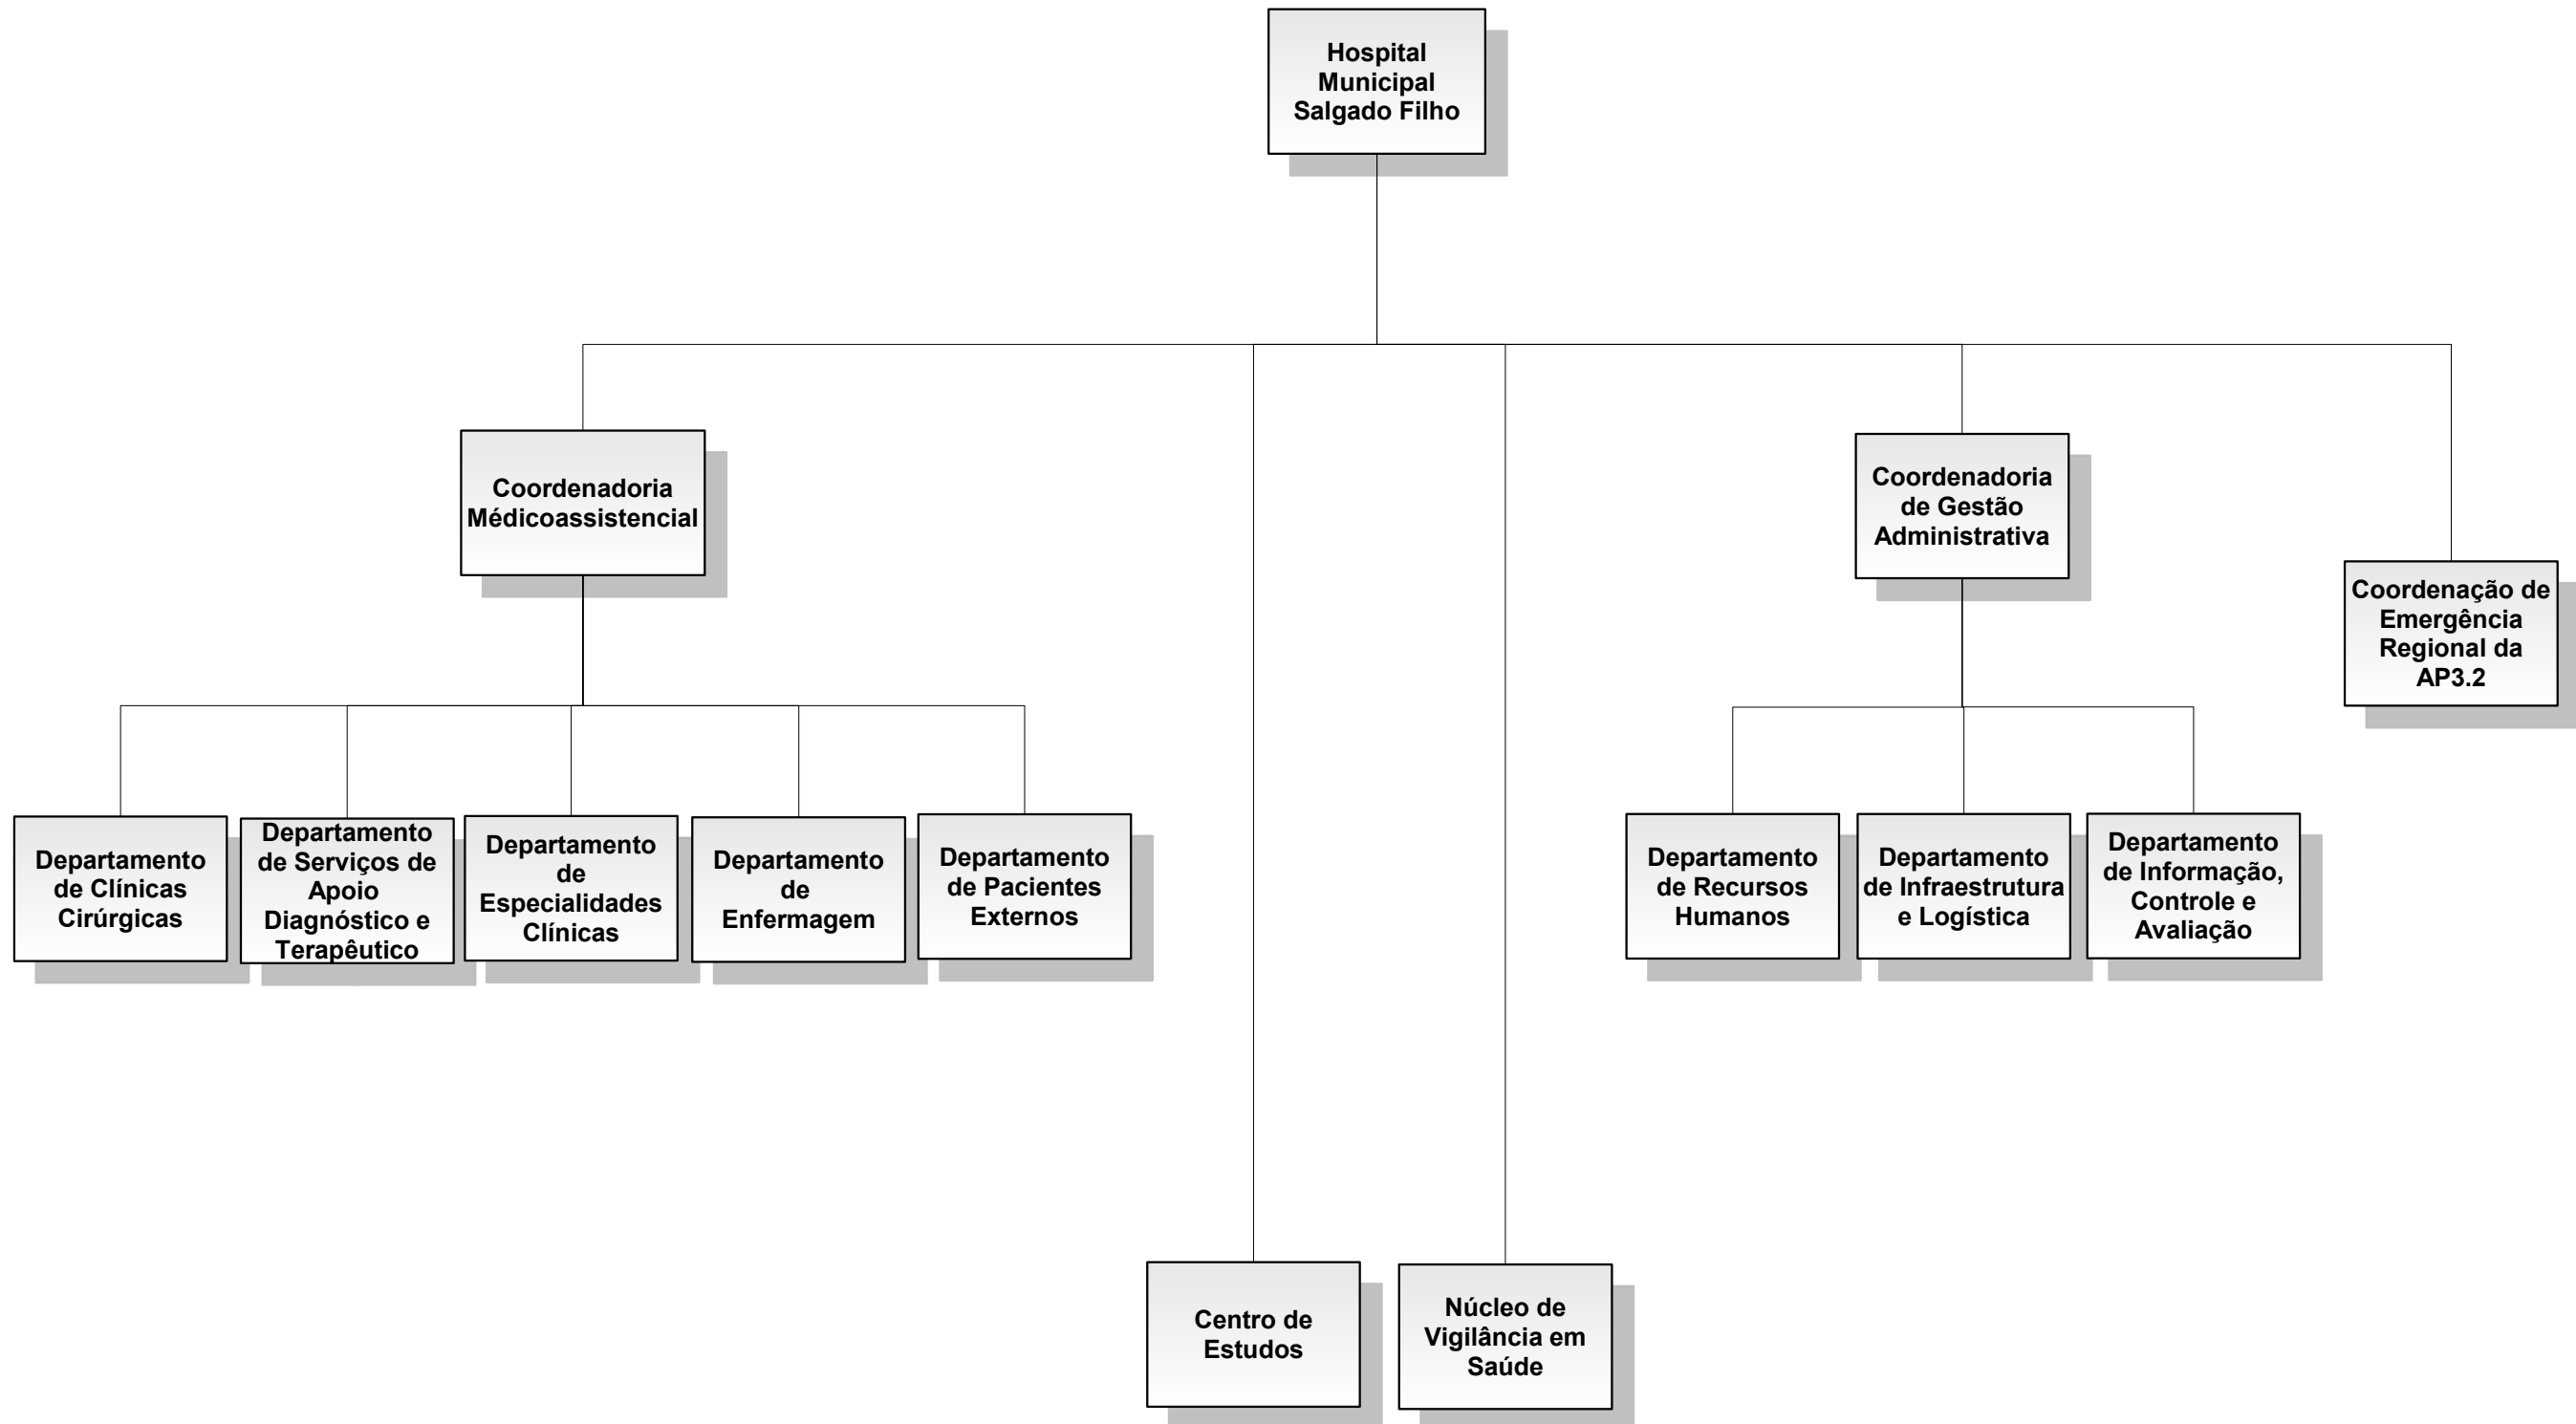 Hospital
Municipal
Salgado Filho
Coordenadoria
Médicoassistencial
Coordenadoria
de Gestão
Administrativa
Coordenação de
Emergência
Regional da
AP3.2
Departamento
de Clínicas
Cirúrgicas
Departamento
de Serviços de
Apoio
Diagnóstico e
Terapêutico
Departamento
de
Especialidades
Clínicas
Departamento
de
Enfermagem
Departamento
de Pacientes
Externos
Departamento
de Recursos
Humanos
Departamento
de Infraestrutura
e Logística
Departamento
de Informação,
Controle e
Avaliação
Centro de
Estudos
Núcleo de
Vigilância em
Saúde